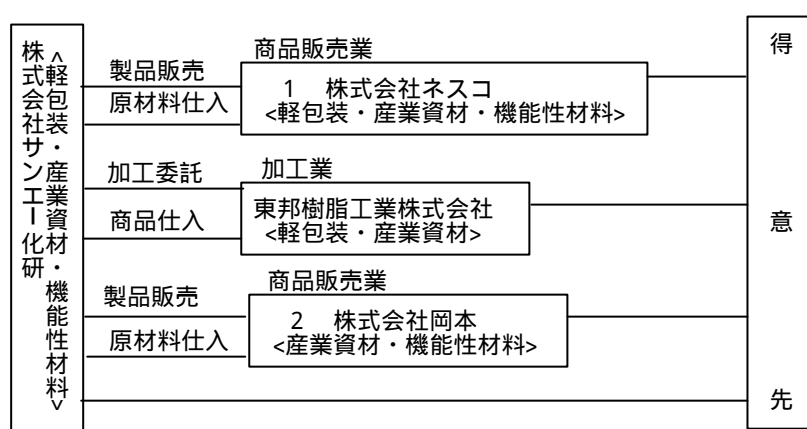 株式会社サンエー化研
<軽包装・産業資材・機能性材料>
商品販売業
製品販売
原材料仕入
1 株式会社ネスコ
<軽包装・産業資材・機能性材料>
加工業
加工委託
商品仕入
東邦樹脂工業株式会社
<軽包装・産業資材>
商品販売業
製品販売
原材料仕入
2 株式会社岡本
<産業資材・機能性材料>
得意先